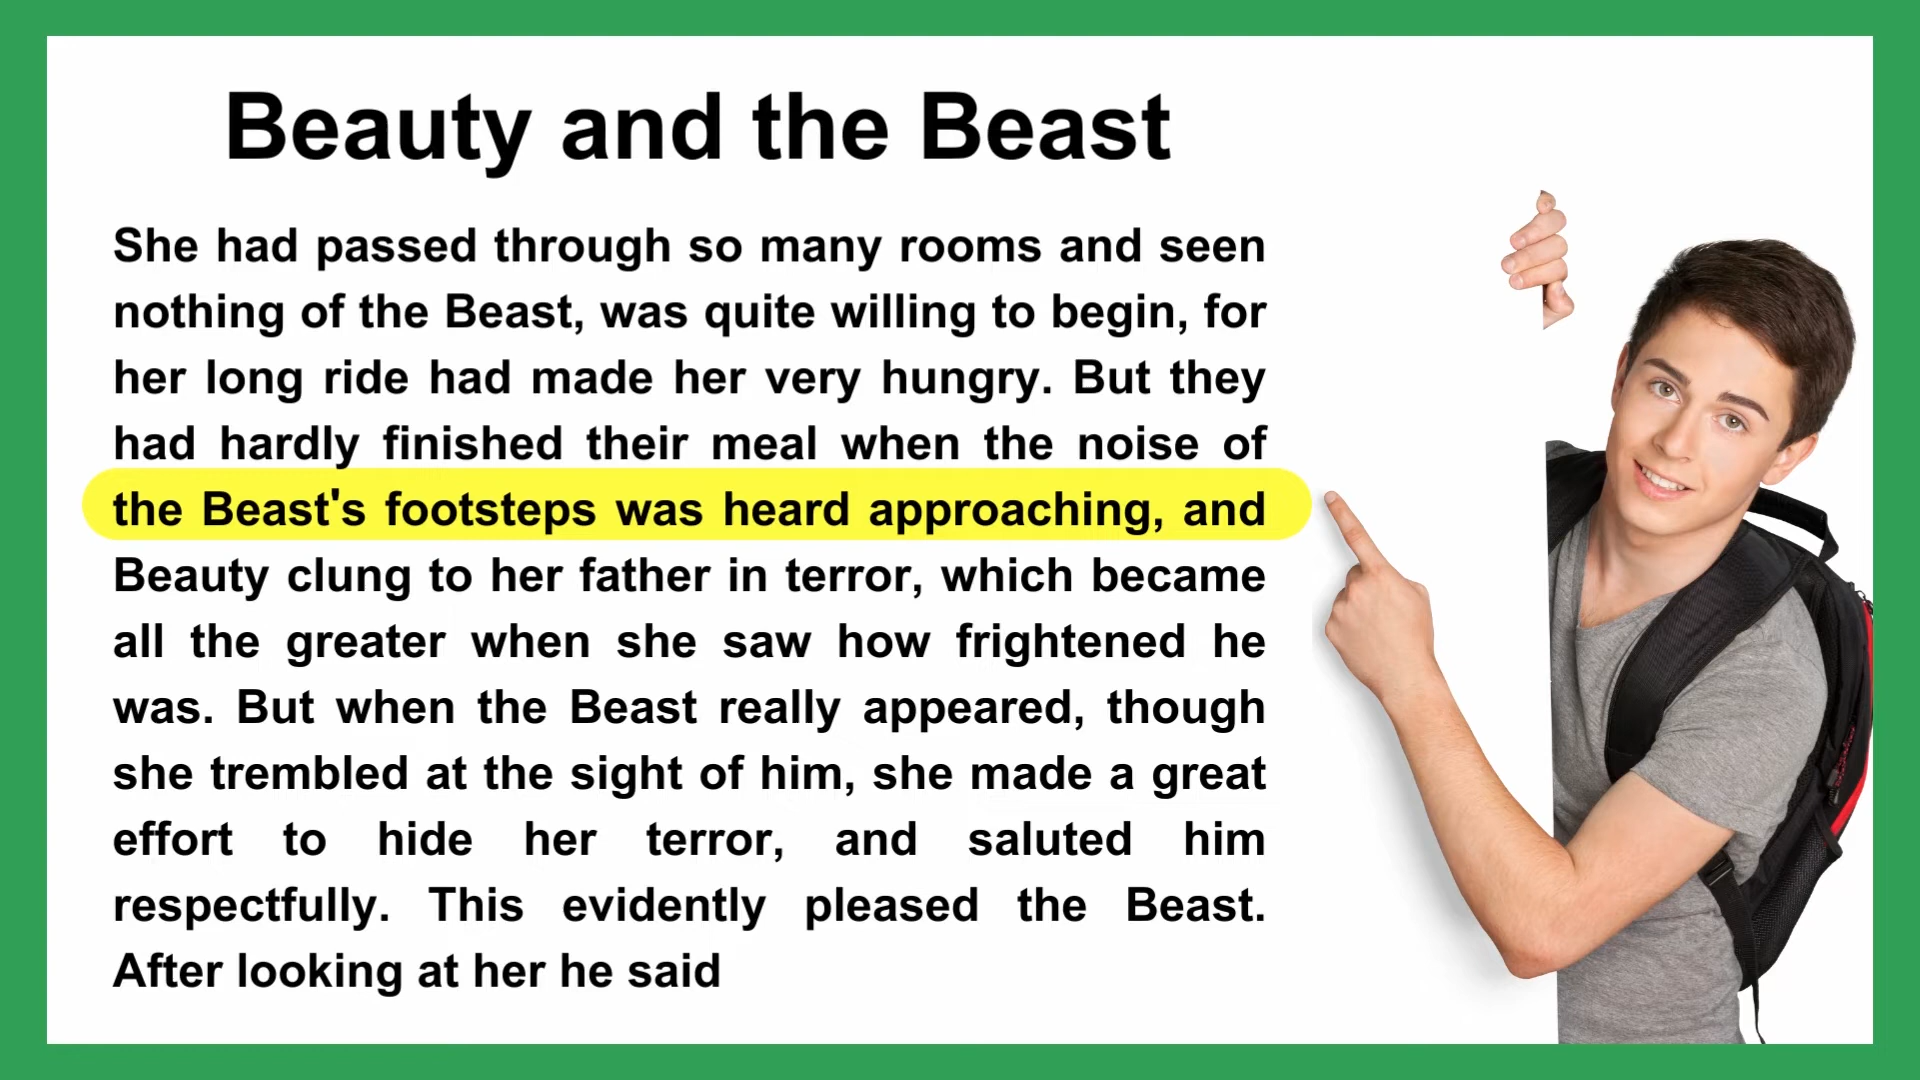 Beauty and the Beast
She had passed through so many rooms and seen
nothing of the Beast, was quite willing to begin, for
her long ride had made her very hungry. But they
had hardly finished their meal when the noise of
the Beast's footsteps was heard approaching, and
Beauty clung to her father in terror, which became
all the greater when she saw how frightened he
was. But when the Beast really appeared, though
she trembled at the sight of him, she made a great
effort to hide her terror, and saluted him
respectfully. This evidently pleased the Beast.
After looking at her he said